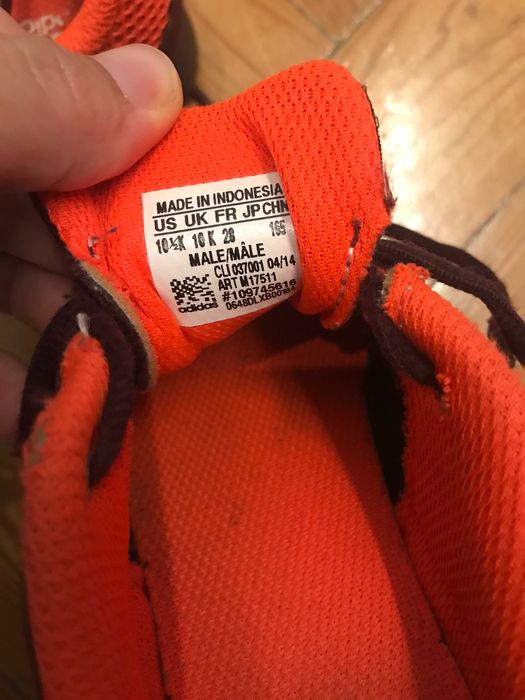 MADE IN INDONESIA
US UK FR JP CHN
10½K 10 K 28 165
MALE/MÂLE
CLI 037001 04/14
ART M17511
#109745616
adidas